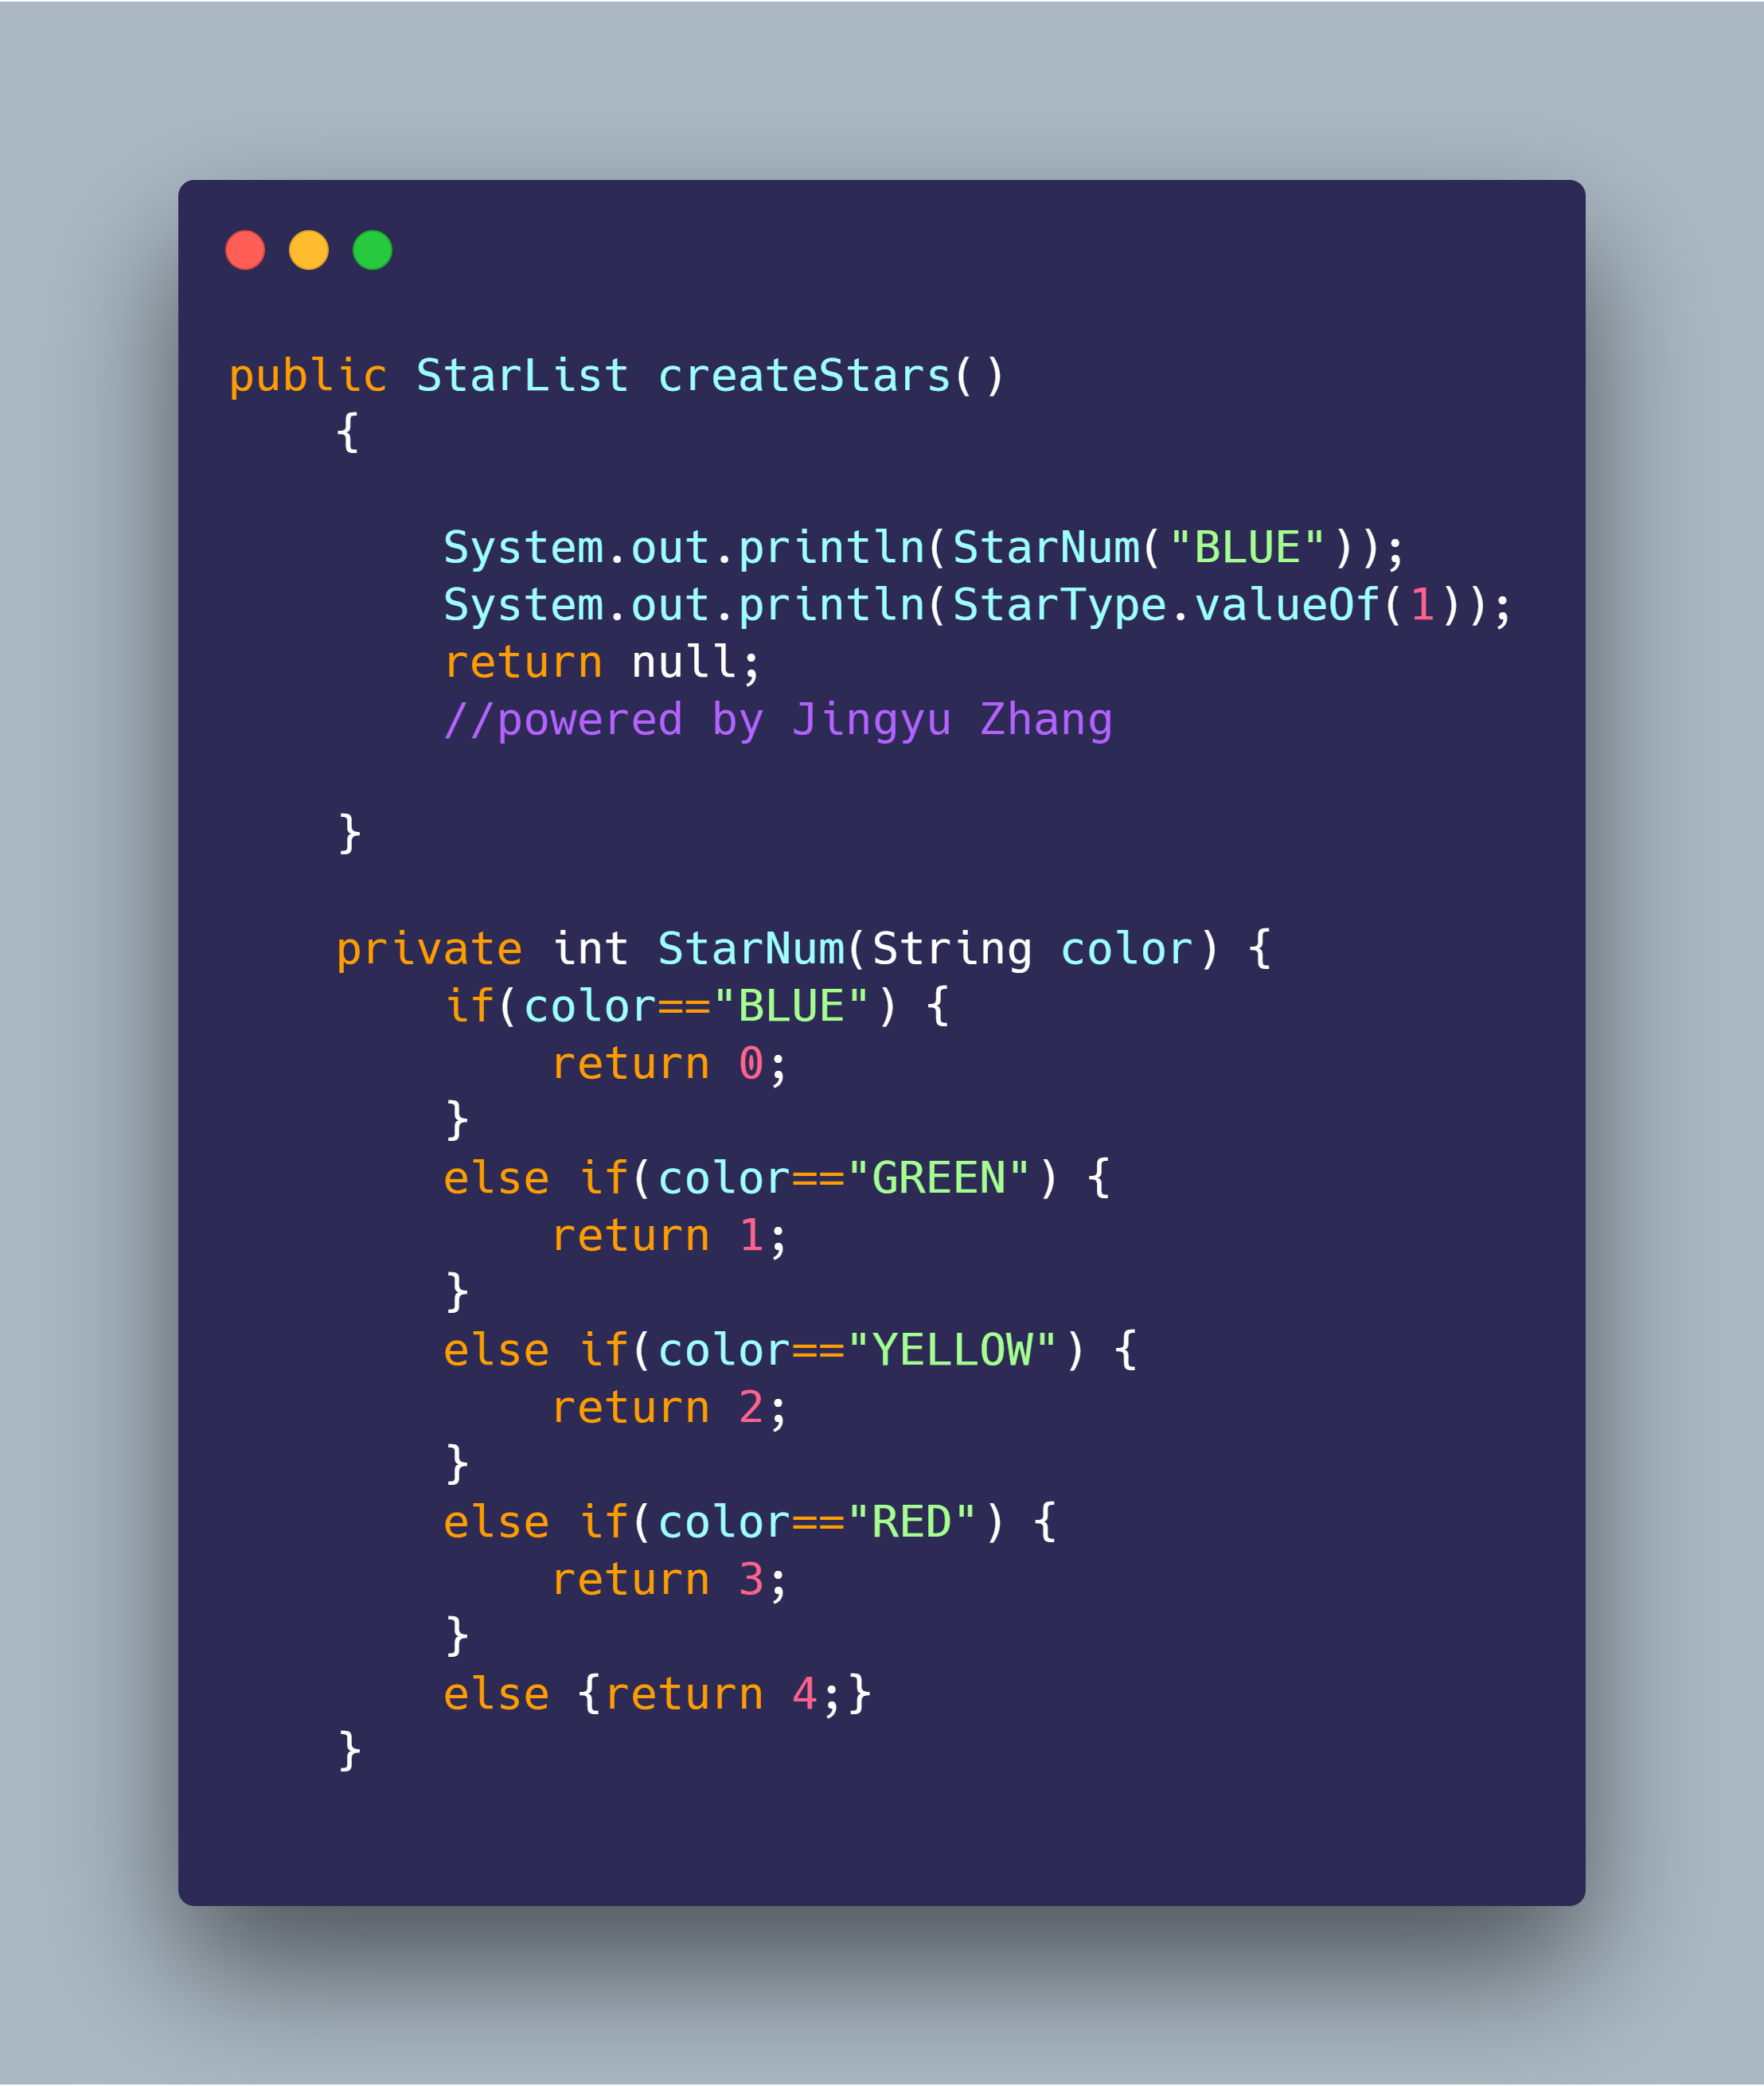 public StarList createStars()
    {

        System.out.println(StarNum("BLUE"));
        System.out.println(StarType.valueOf(1));
        return null;
        //powered by Jingyu Zhang

    }

    private int StarNum(String color) {
        if(color=="BLUE") {
            return 0;
        }
        else if(color=="GREEN") {
            return 1;
        }
        else if(color=="YELLOW") {
            return 2;
        }
        else if(color=="RED") {
            return 3;
        }
        else {return 4;}
    }